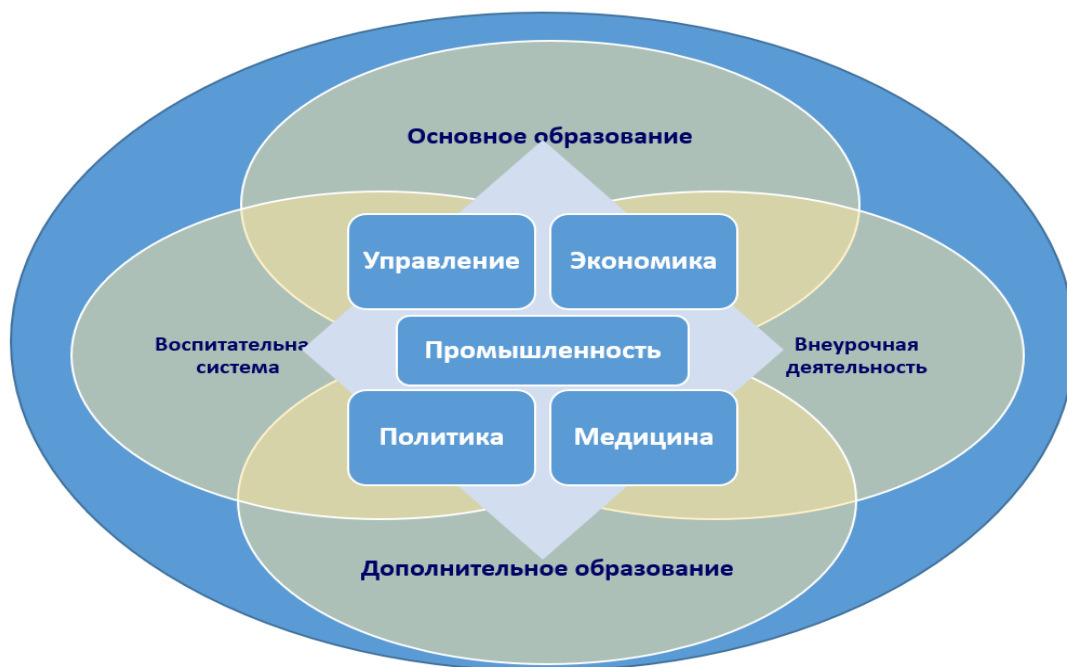 Основное образование
Управление
Экономика
Воспитательна
система
Промышленность
Внеурочная
деятельность
Политика
Медицина
Дополнительное образование